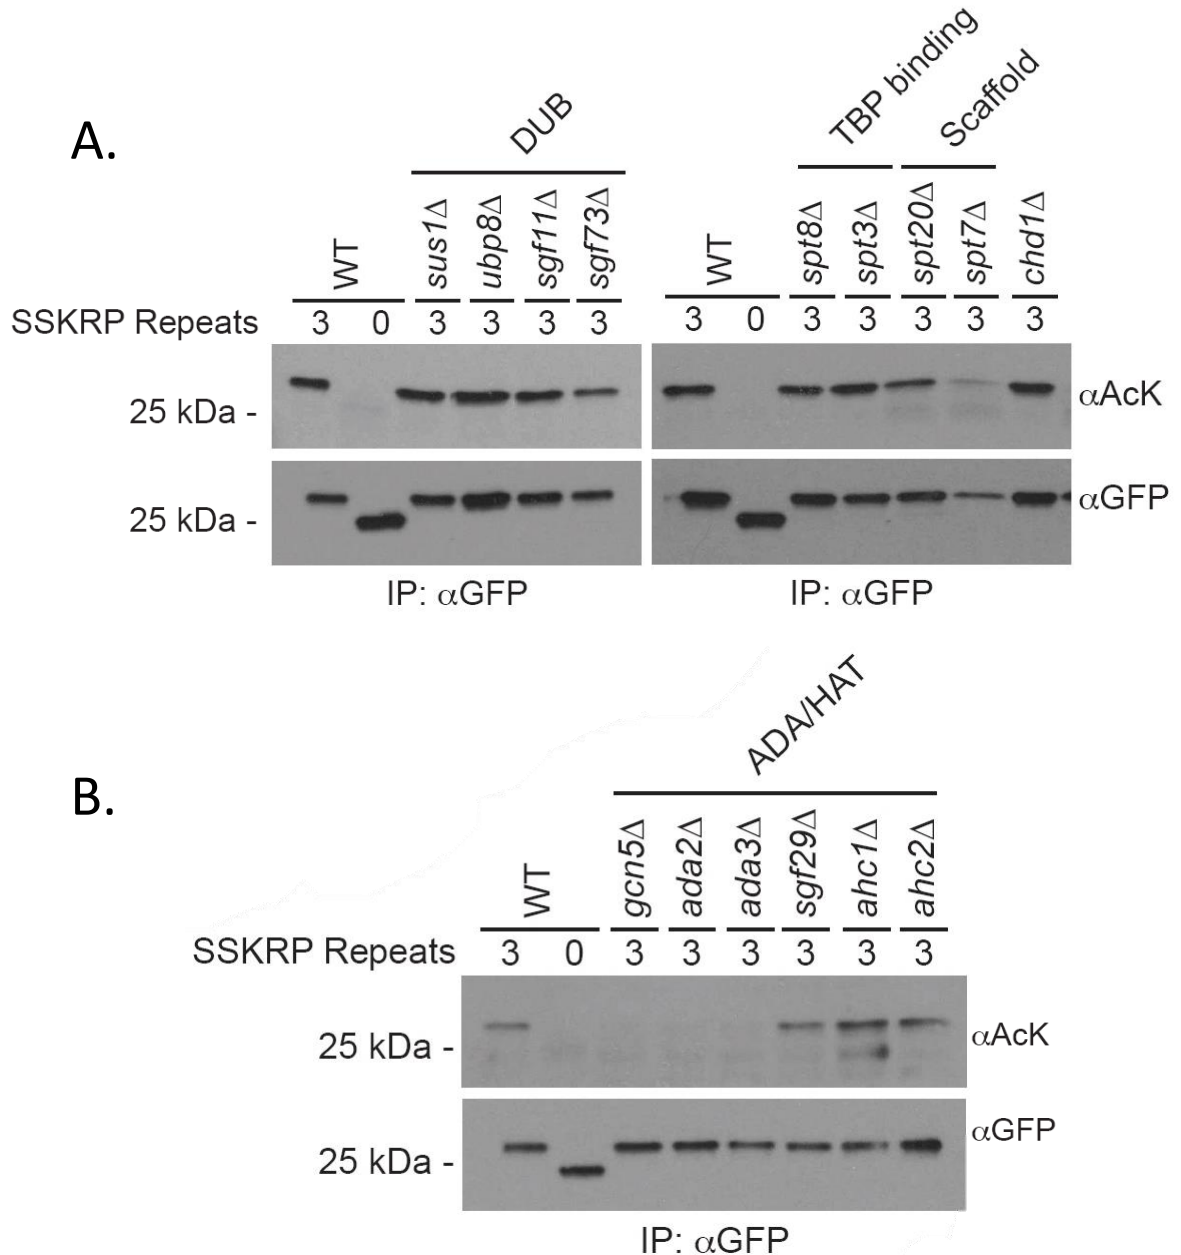 A.
DUB
TBP binding
Scaffold
WT sus1Δ ubp8Δ sgf11Δ sgf73Δ WT spt8Δ spt3Δ spt20Δ spt7Δ chd1Δ
SSKRP Repeats 3 0 3 3 3 3 3 0 3 3 3 3 3
25 kDa - αAcK
25 kDa - αGFP
IP: αGFP IP: αGFP
B.
ADA/HAT
WT gcn5Δ ada2Δ ada3Δ sgf29Δ ahc1Δ ahc2Δ
SSKRP Repeats 3 0 3 3 3 3 3 3
25 kDa - αAcK
25 kDa - αGFP
IP: αGFP